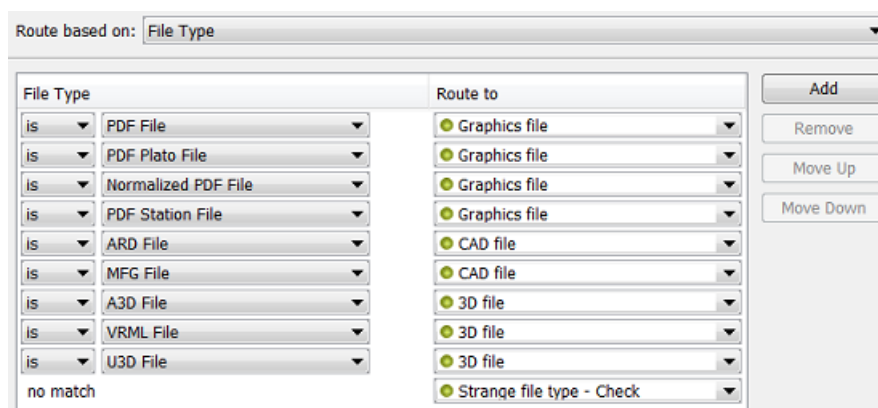 Route based on: File Type
File Type Route to Add
is PDF File Graphics file Remove
is PDF Plato File Graphics file Move Up
is Normalized PDF File Graphics file
is PDF Station File Graphics file Move Down
is ARD File CAD file
is MFG File CAD file
is A3D File 3D file
is VRML File 3D file
is U3D File 3D file
no match Strange file type - Check